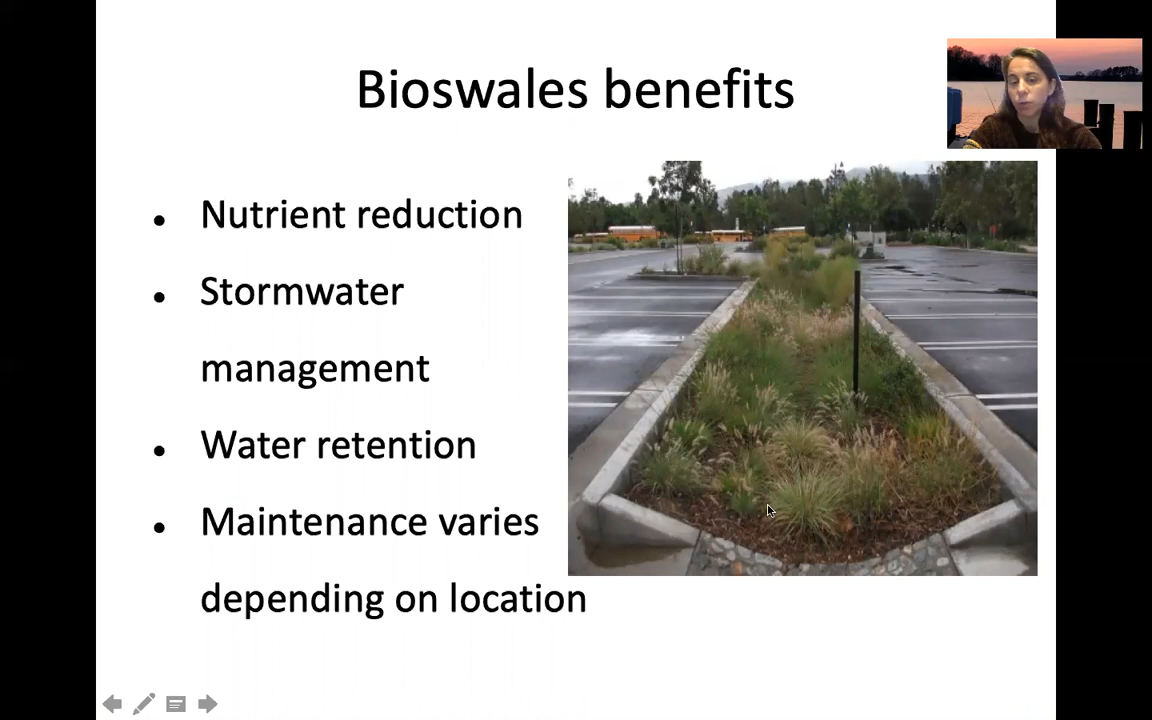 Bioswales benefits
• Nutrient reduction
• Stormwater
management
• Water retention
• Maintenance varies
depending on location